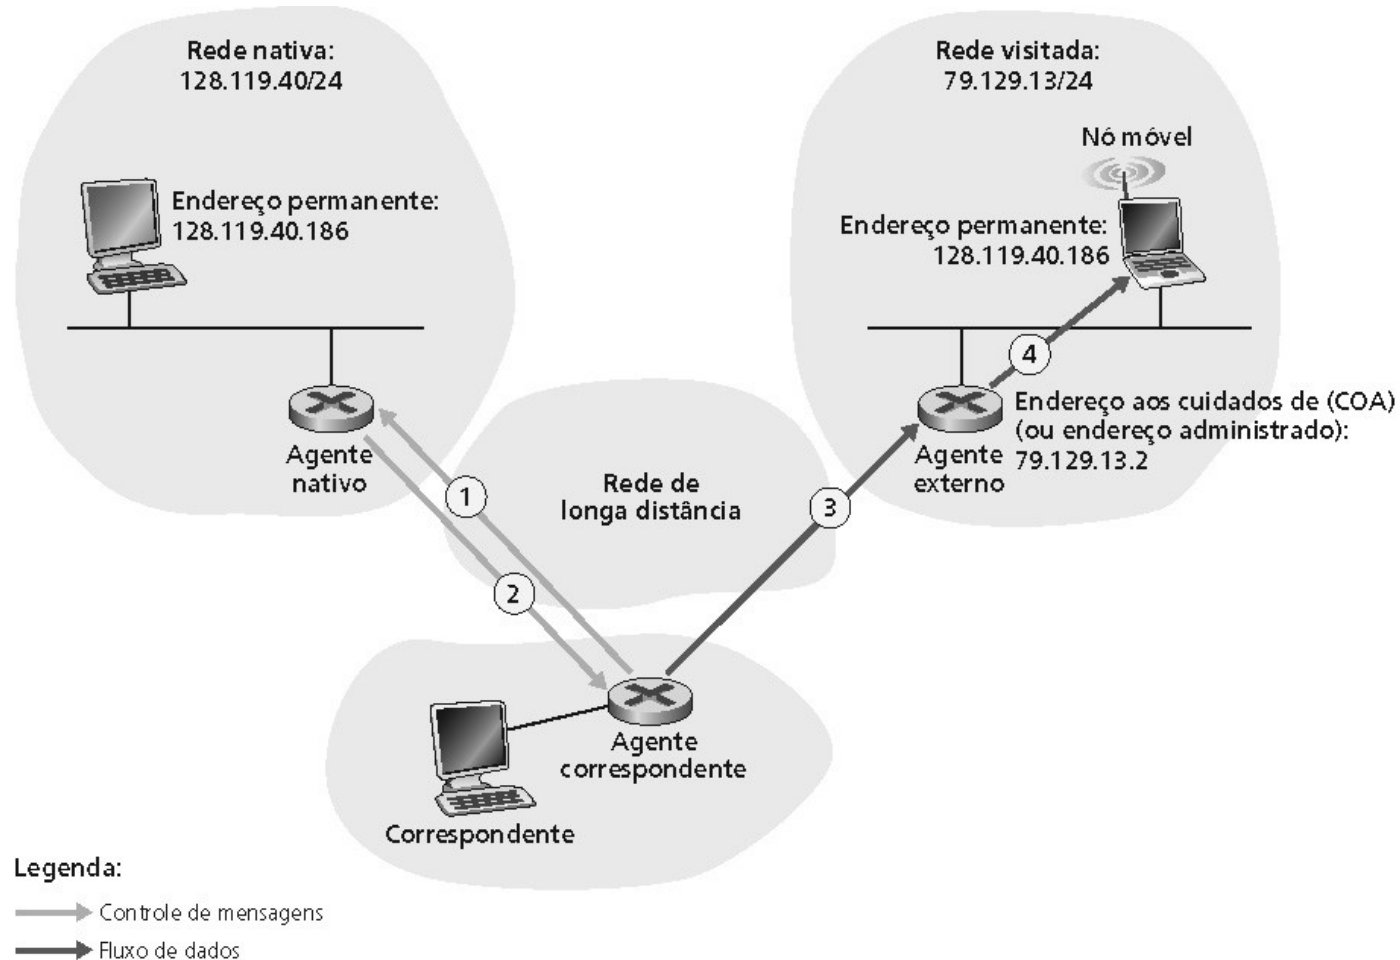 Rede nativa:
128.119.40/24
Rede visitada:
79.129.13/24
Nó móvel
Endereço permanente:
128.119.40.186
Endereço permanente:
128.119.40.186
4
Agente
nativo
Agente
externo
Endereço aos cuidados de (COA)
(ou endereço administrado):
79.129.13.2
1
Rede de
longa distância
3
2
Agente
correspondente
Correspondente
Legenda:
Controle de mensagens
Fluxo de dados